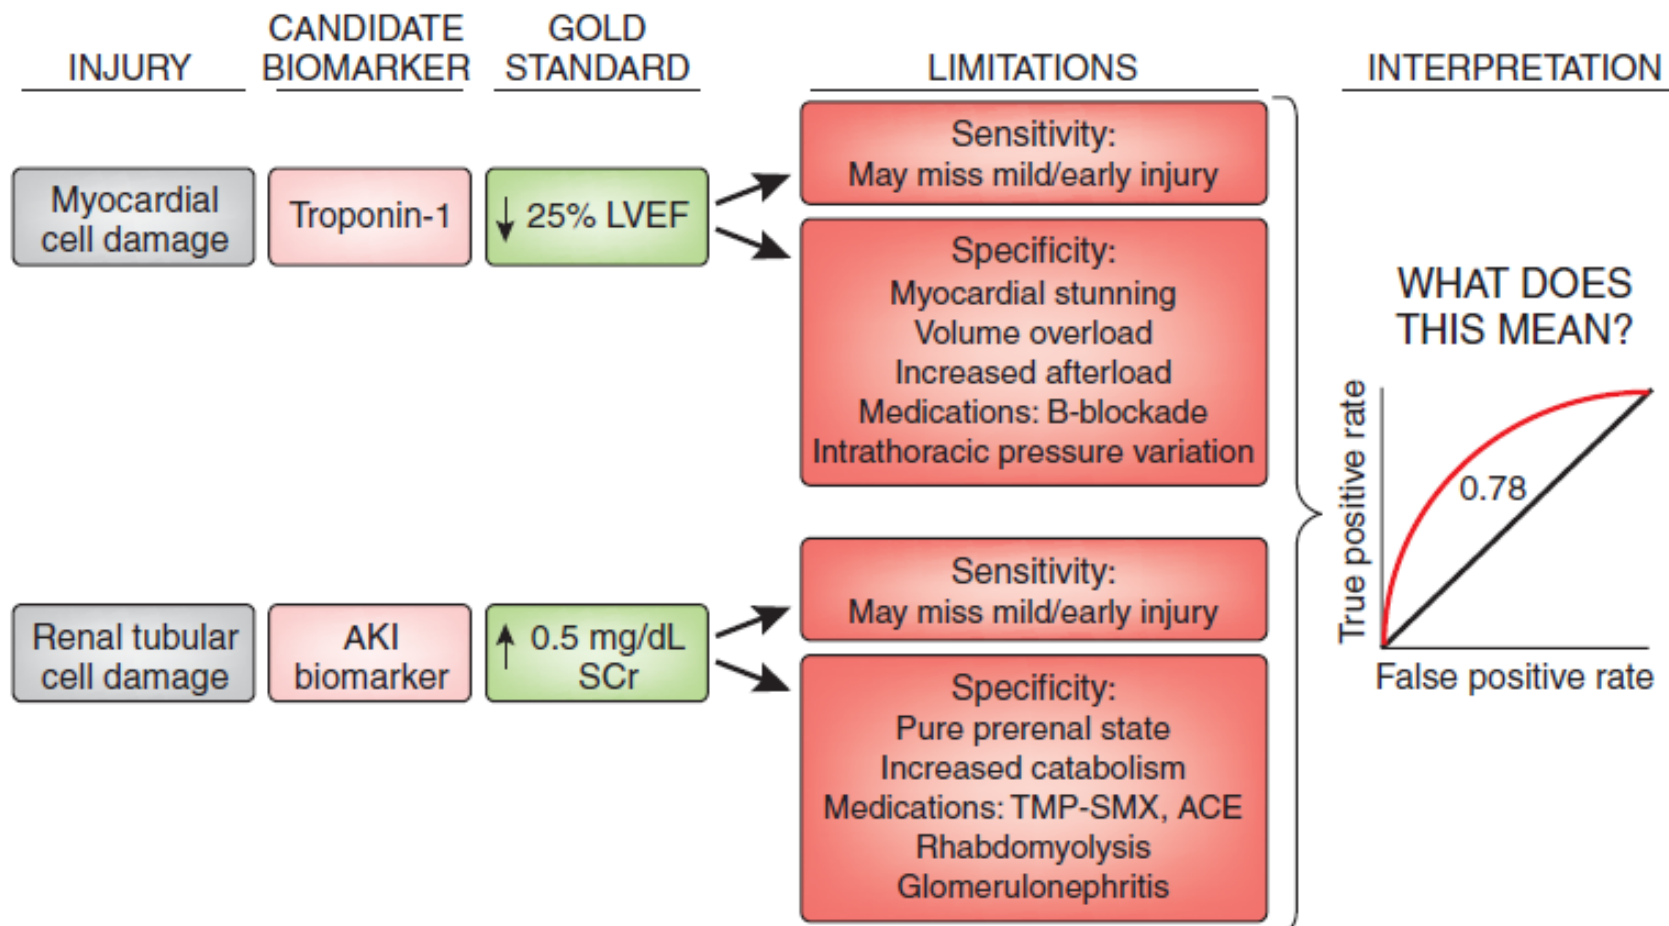 INJURY
CANDIDATE
BIOMARKER
GOLD
STANDARD
LIMITATIONS
INTERPRETATION
Myocardial
cell damage
Troponin-1
↓ 25% LVEF
Sensitivity:
May miss mild/early injury
Specificity:
Myocardial stunning
Volume overload
Increased afterload
Medications: B-blockade
Intrathoracic pressure variation
Renal tubular
cell damage
AKI
biomarker
↑ 0.5 mg/dL
SCr
Sensitivity:
May miss mild/early injury
Specificity:
Pure prerenal state
Increased catabolism
Medications: TMP-SMX, ACE
Rhabdomyolysis
Glomerulonephritis
WHAT DOES
THIS MEAN?
True positive rate
0.78
False positive rate